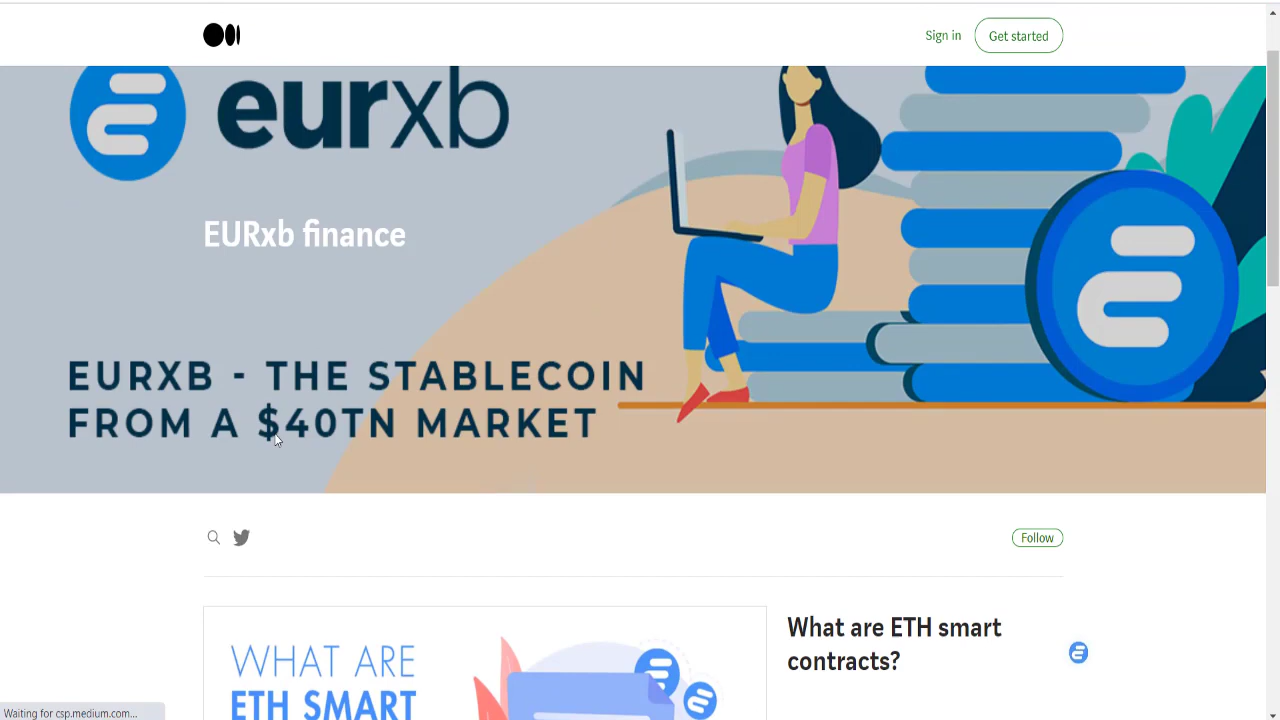 Sign in
Get started
eurxb
EURxb finance
EURXB - THE STABLECOIN
FROM A $40TN MARKET
Follow
WHAT ARE
ETH SMART
What are ETH smart
contracts?
Waiting for csp.medium.com...